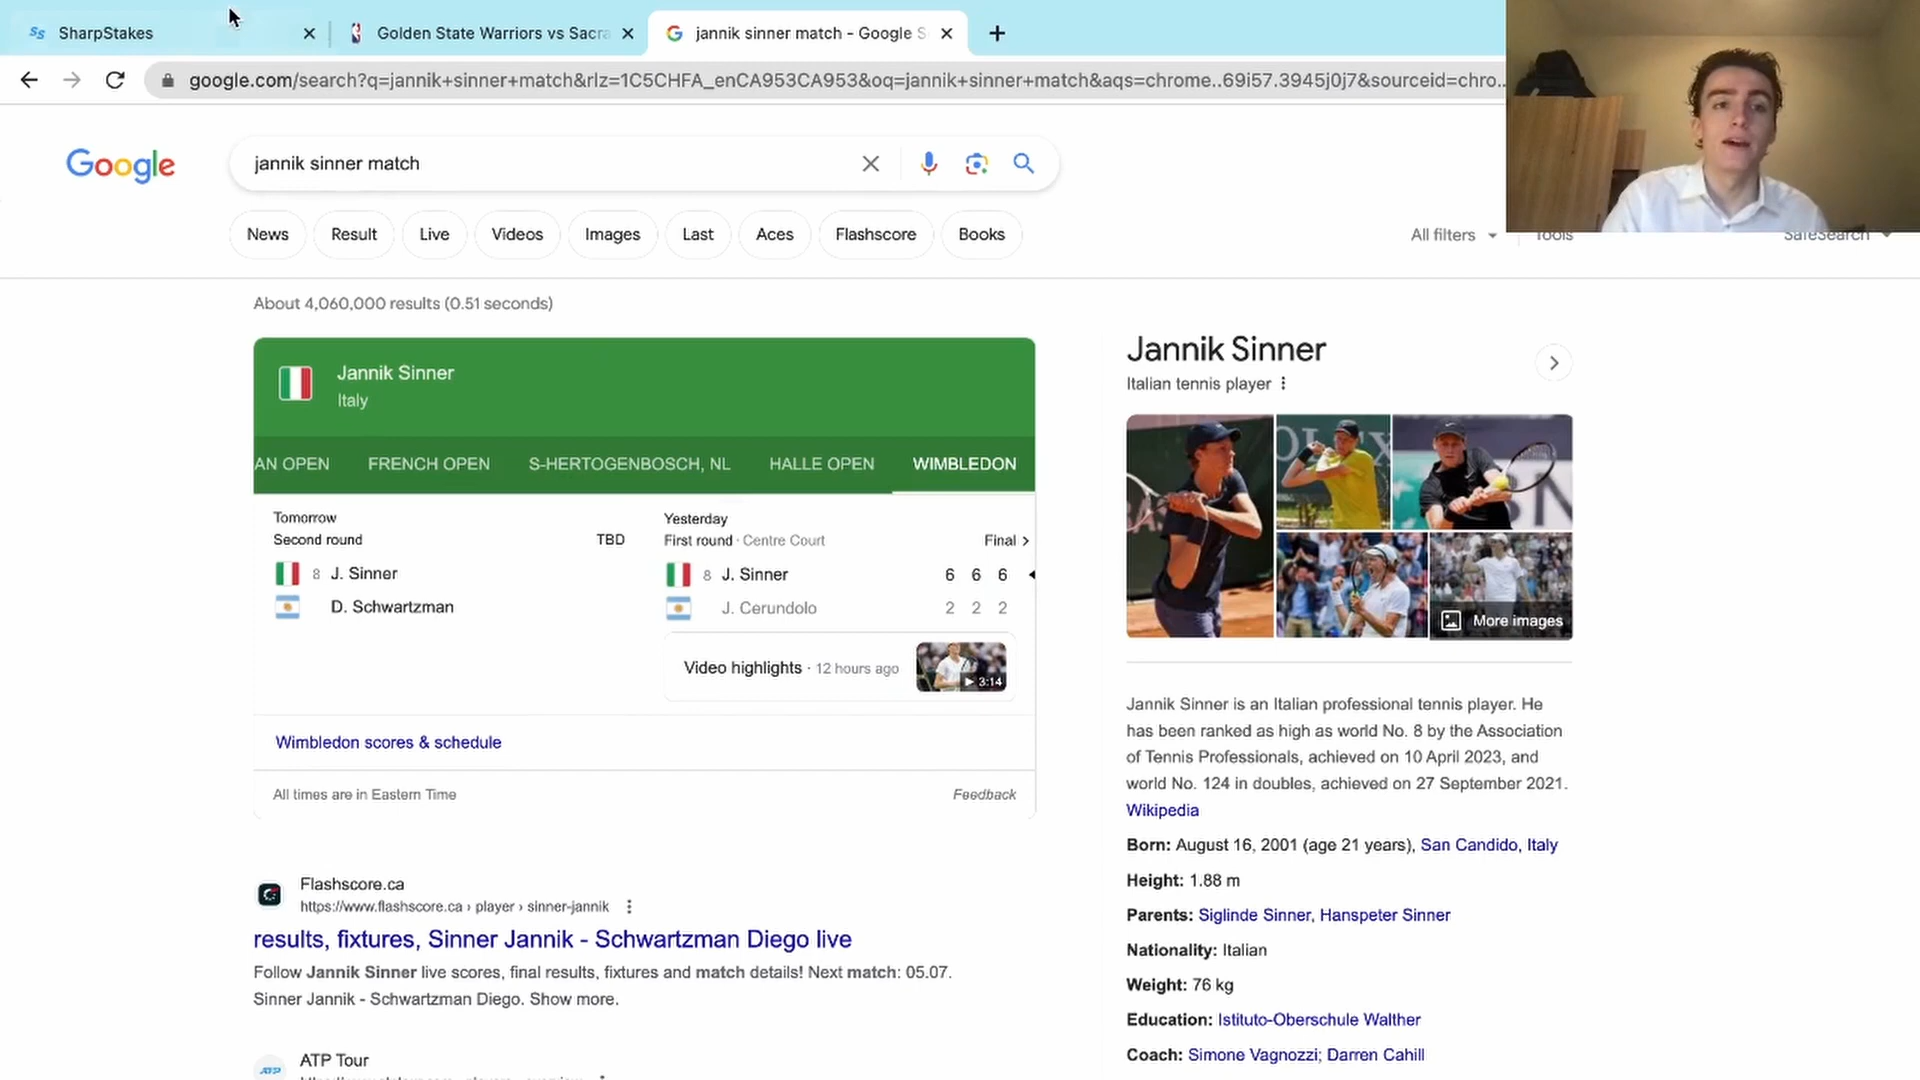 SS SharpStakes
Golden State Warriors vs Sacra
jannik sinner match - Google S
google.com/search?q=jannik+sinner+match&rlz=1C5CHFA_enCA953CA953&oq=jannik+sinner+match&aqs=chrome..69i57.3945j0j7&sourceid=chro...
Google
jannik sinner match
News
Result
Live
Videos
Images
Last
Aces
Flashscore
Books
All filters
Tools
SafeSearch
About 4,060,000 results (0.51 seconds)
Jannik Sinner
Italy
AN OPEN
FRENCH OPEN
S-HERTOGENBOSCH, NL
HALLE OPEN
WIMBLEDON
Tomorrow
Second round
TBD
8 J. Sinner
D. Schwartzman
Yesterday
First round · Centre Court
Final
8 J. Sinner 6 6 6
J. Cerundolo 2 2 2
Video highlights · 12 hours ago
3:14
Wimbledon scores & schedule
All times are in Eastern Time
Feedback
Flashscore.ca
https://www.flashscore.ca › player › sinner-jannik
results, fixtures, Sinner Jannik - Schwartzman Diego live
Follow Jannik Sinner live scores, final results, fixtures and match details! Next match: 05.07.
Sinner Jannik - Schwartzman Diego. Show more.
ATP
ATP Tour
Jannik Sinner
Italian tennis player
More images
Jannik Sinner is an Italian professional tennis player. He
has been ranked as high as world No. 8 by the Association
of Tennis Professionals, achieved on 10 April 2023, and
world No. 124 in doubles, achieved on 27 September 2021.
Wikipedia
Born: August 16, 2001 (age 21 years), San Candido, Italy
Height: 1.88 m
Parents: Siglinde Sinner, Hanspeter Sinner
Nationality: Italian
Weight: 76 kg
Education: Istituto-Oberschule Walther
Coach: Simone Vagnozzi; Darren Cahill